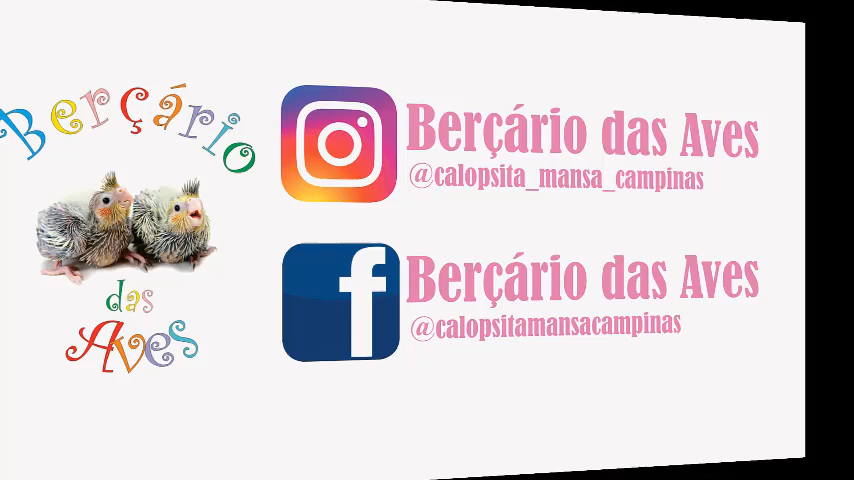 Berçário
das
Aves
Berçário das Aves
@calopsita_mansa_campinas
Berçário das Aves
@calopsitamansacampinas